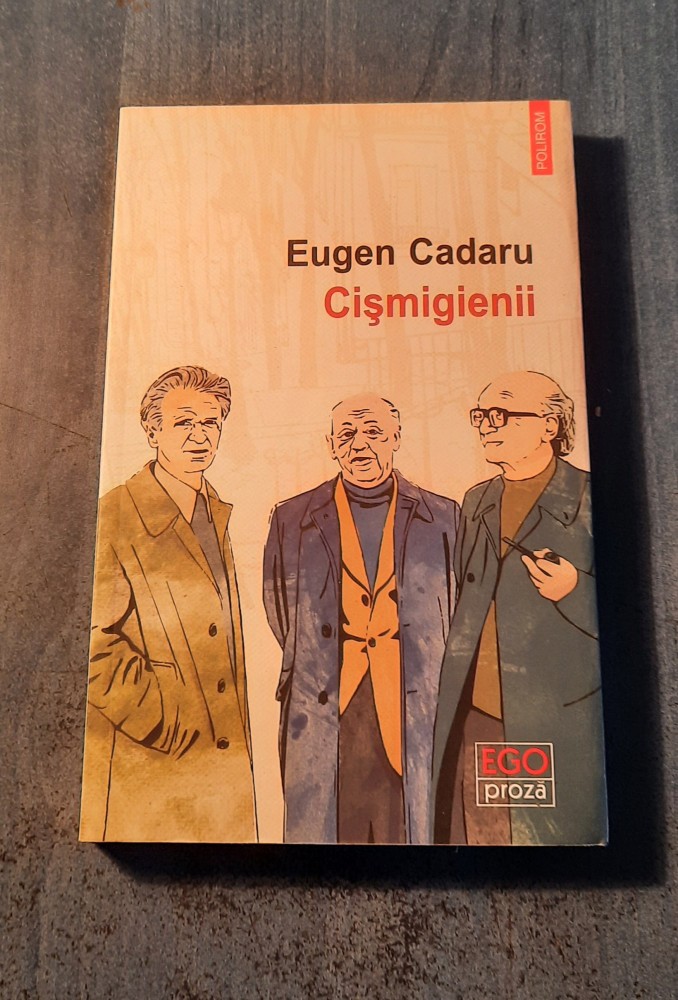 POLIROM
Eugen Cadaru
Cişmigienii
EGO
proză